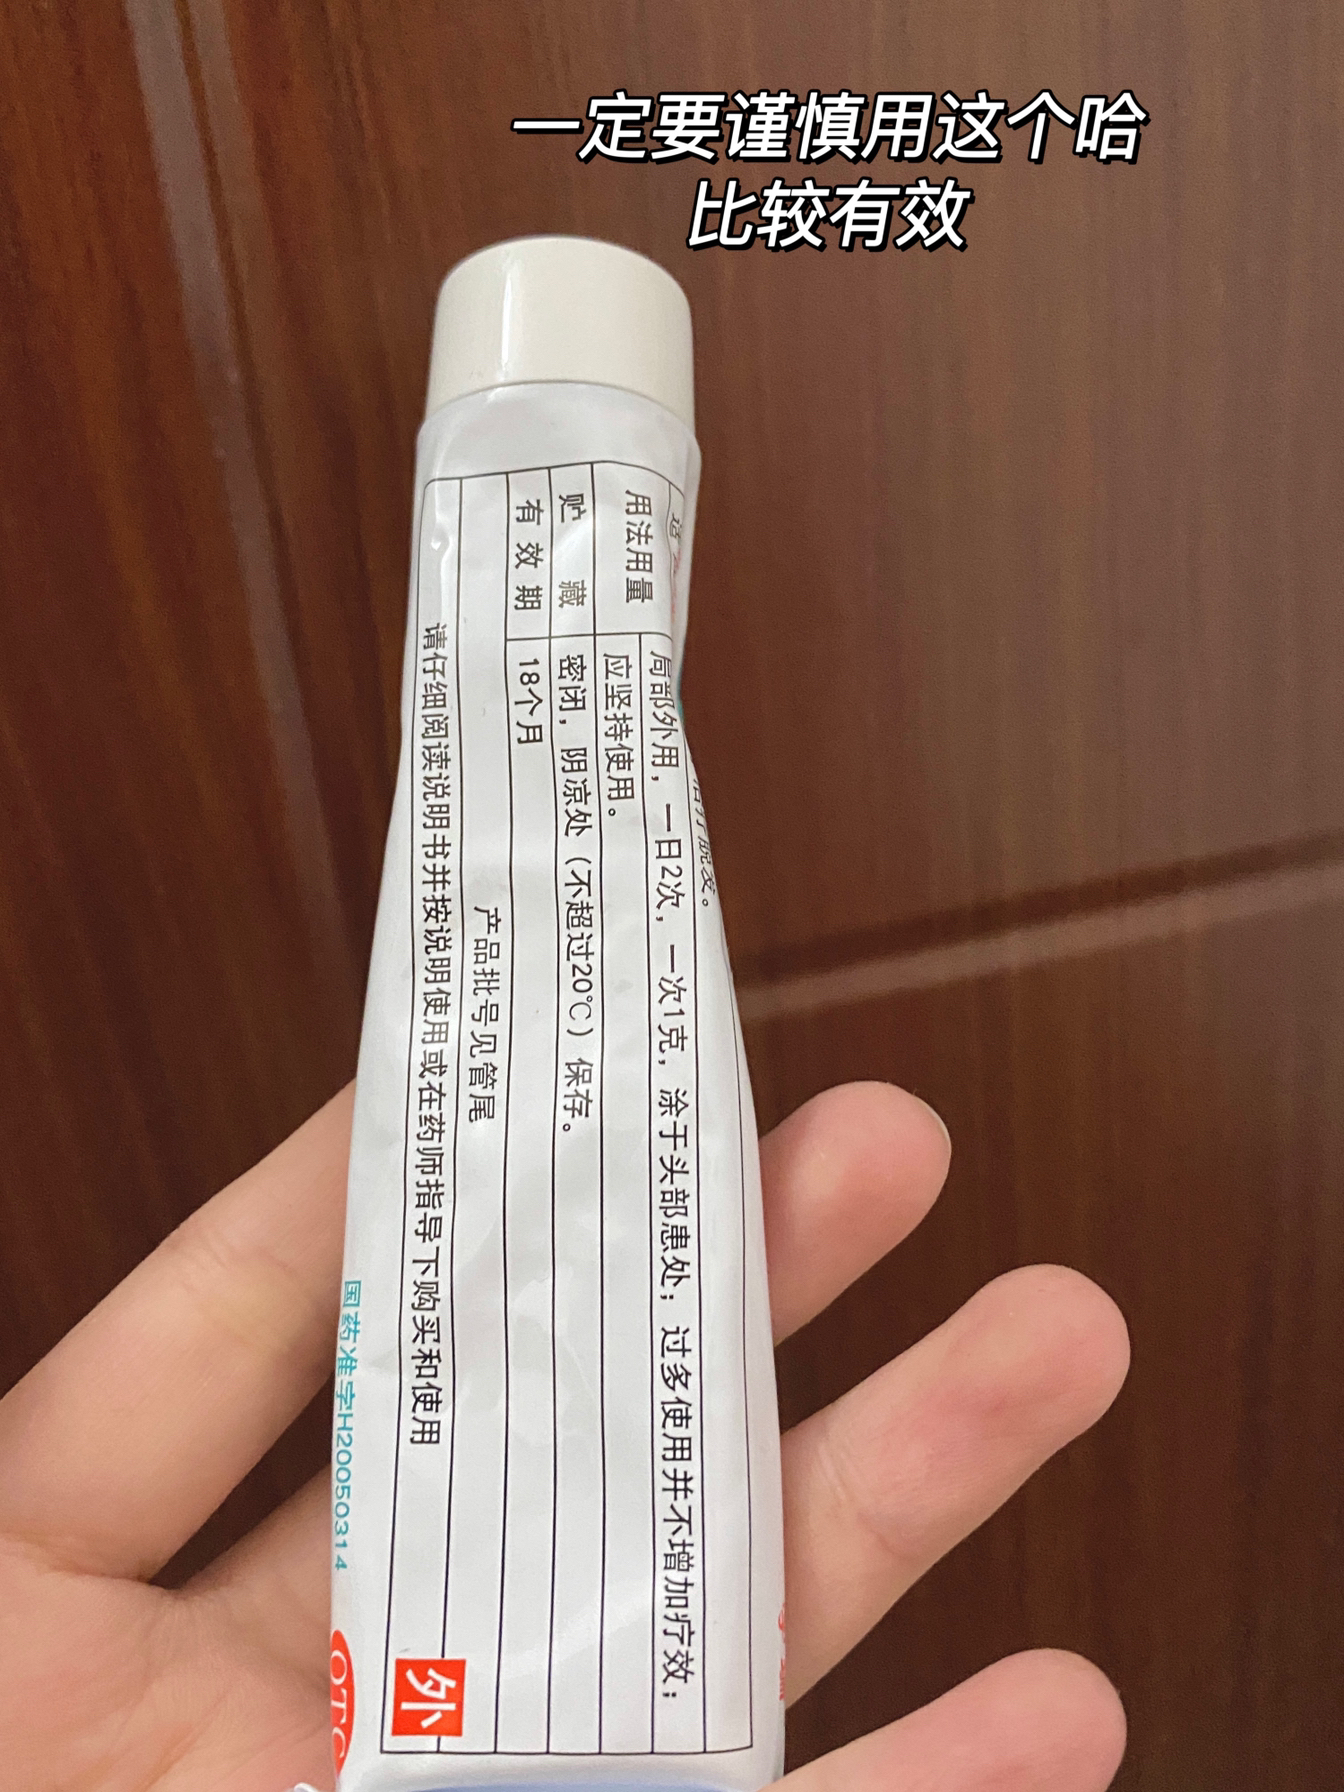 一定要谨慎用这个哈
比较有效
治疗脱发。
用法用量
局部外用，一日2次，一次1克，涂于头部患处；过多使用并不增加疗效；
应坚持使用。
贮藏
密闭，阴凉处（不超过20℃）保存。
有效期
18个月
产品批号见管尾
请仔细阅读说明书并按说明使用或在药师指导下购买和使用
外
国药准字H20050314
OTC